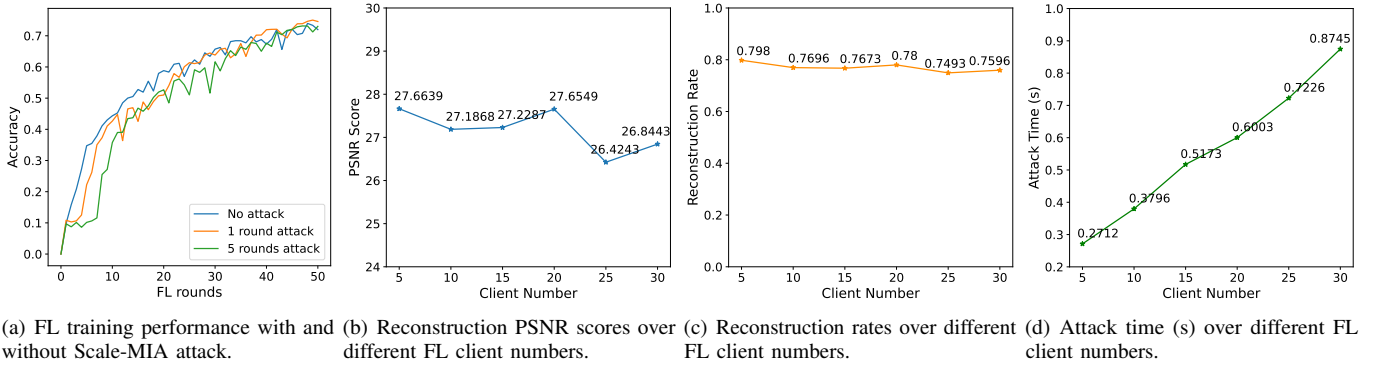 Accuracy
0.7
0.6
0.5
0.4
0.3
0.2
0.1
0.0
No attack
1 round attack
5 rounds attack
0 10 20 30 40 50
FL rounds
PSNR Score
30
29
28
27
26
25
24
27.6639
27.1868
27.2287
27.6549
26.4243
26.8443
5 10 15 20 25 30
Client Number
Reconstruction Rate
1.0
0.8
0.6
0.4
0.2
0.0
0.798
0.7696
0.7673
0.78
0.7493
0.7596
5 10 15 20 25 30
Client Number
Attack Time (s)
1.0
0.9
0.8
0.7
0.6
0.5
0.4
0.3
0.2
0.2712
0.3796
0.5173
0.6003
0.7226
0.8745
5 10 15 20 25 30
Client Number
(a) FL training performance with and
without Scale-MIA attack.
(b) Reconstruction PSNR scores over
different FL client numbers.
(c) Reconstruction rates over different
FL client numbers.
(d) Attack time (s) over different FL
client numbers.